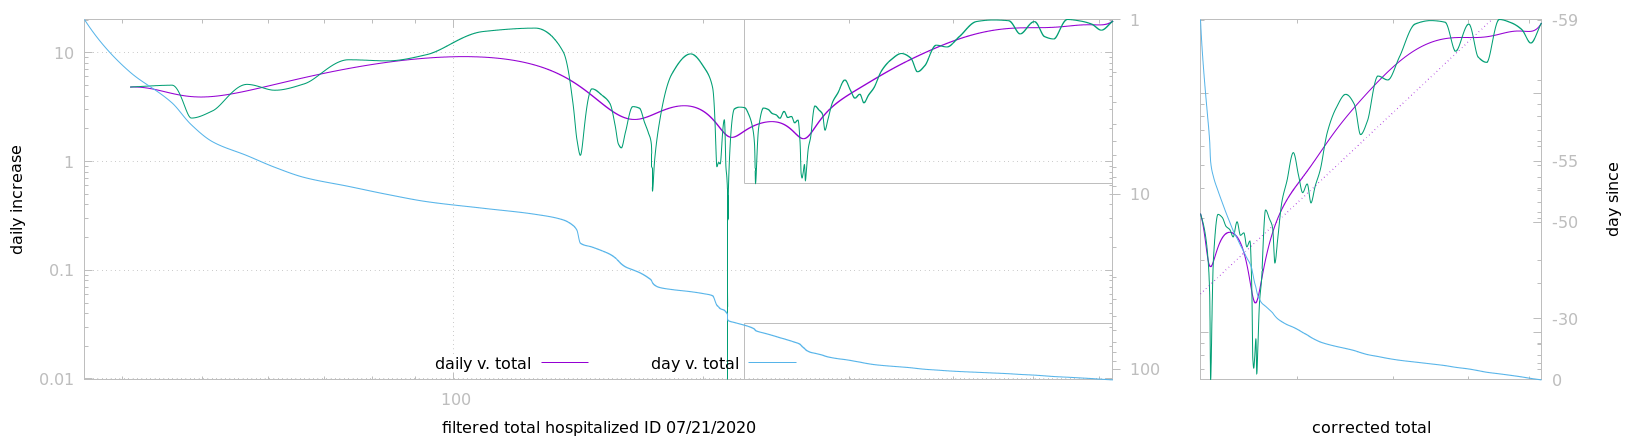 10
1
0.1
0.01
daily increase
100
daily v. total
day v. total
filtered total hospitalized ID 07/21/2020
1
10
100
-59
-55
-50
-30
0
day since
corrected total